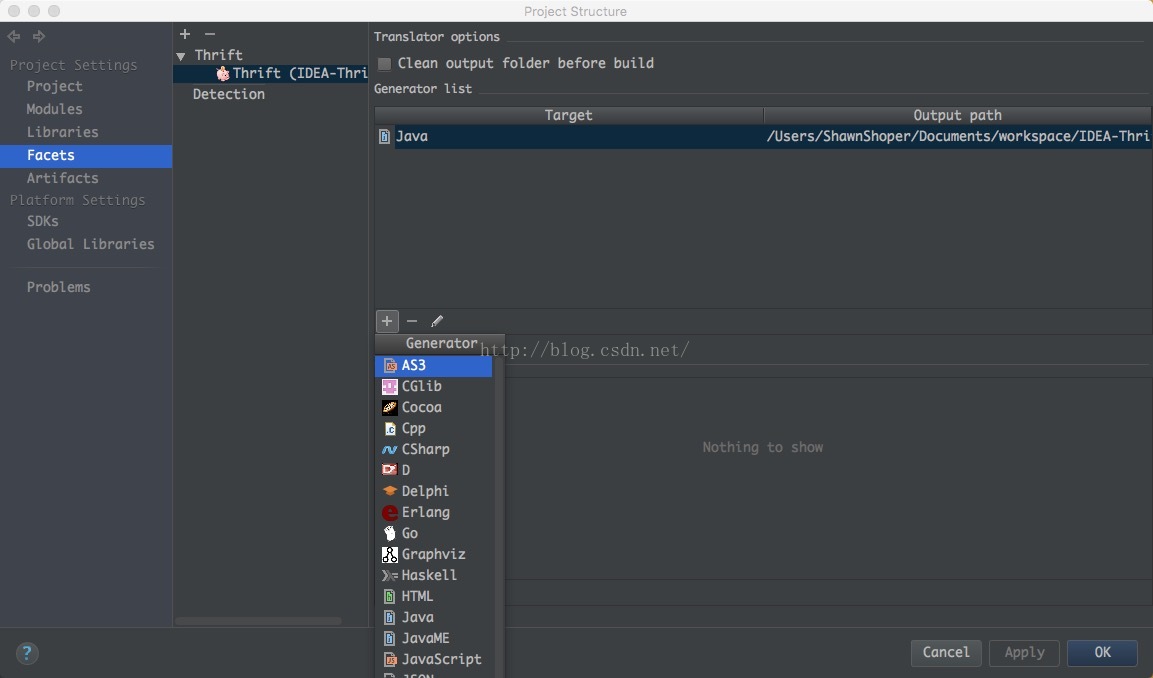 Project Structure
Project Settings
Project
Modules
Libraries
Facets
Artifacts
Platform Settings
SDKs
Global Libraries
Problems
Thrift
Thrift (IDEA-Thri
Detection
Translator options
Clean output folder before build
Generator list
Target Output path
Java /Users/ShawnShoper/Documents/workspace/IDEA-Thri
Generator
http://blog.csdn.net/
AS3
CGlib
Cocoa
Cpp
CSharp
D
Delphi
Erlang
Go
Graphviz
Haskell
HTML
Java
JavaME
JavaScript
JSON
Nothing to show
?
Cancel Apply OK